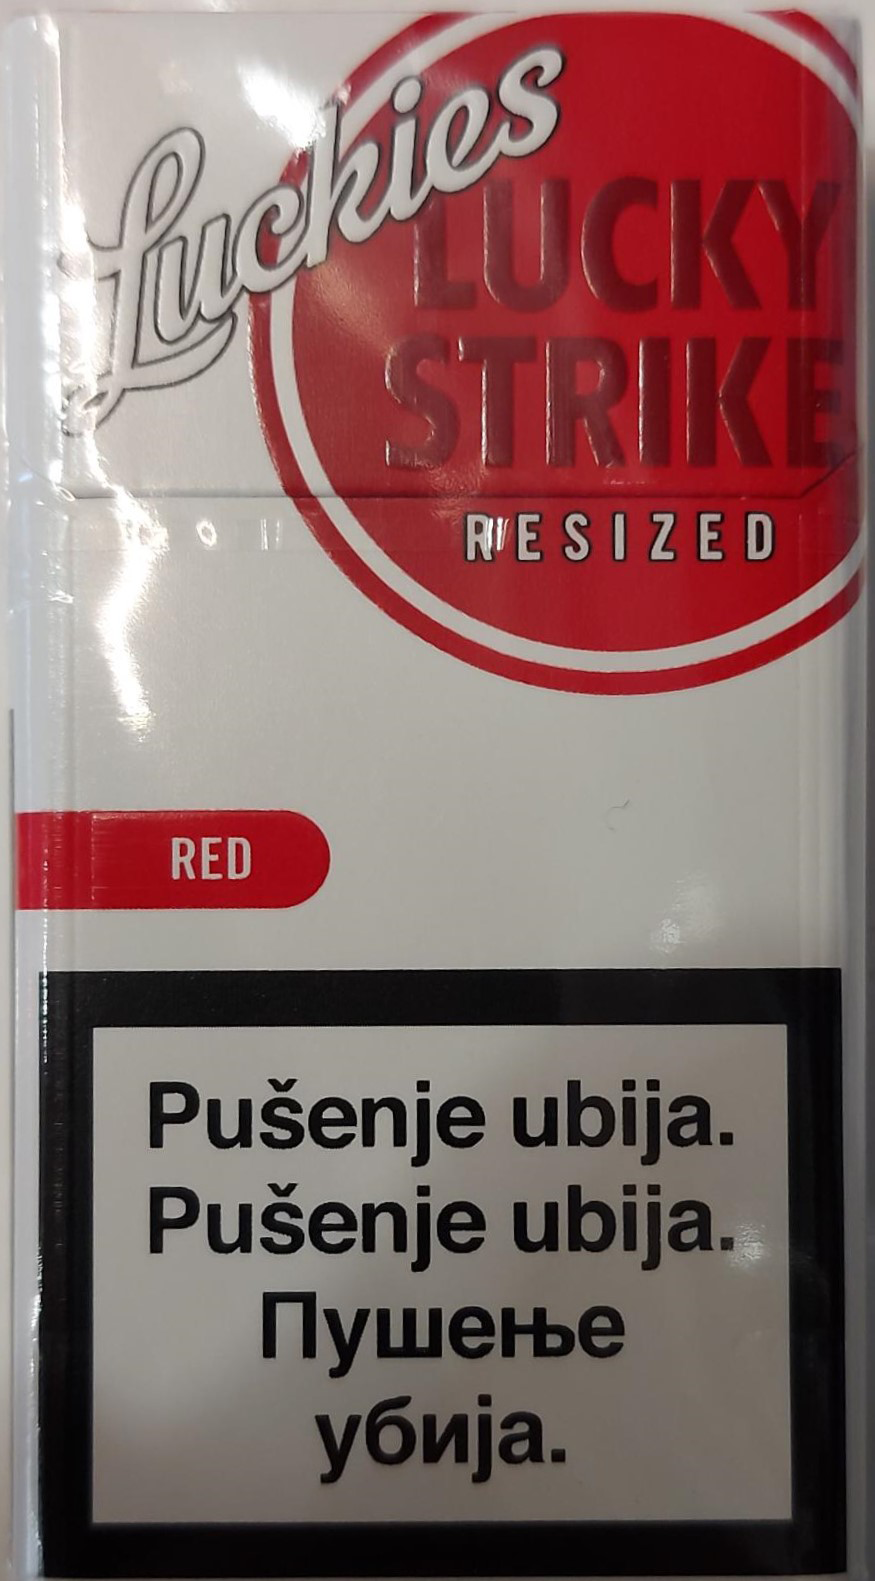 Luckies
LUCKY
STRIKE
RESIZED
RED
Pušenje ubija.
Pušenje ubija.
Пушење
убија.